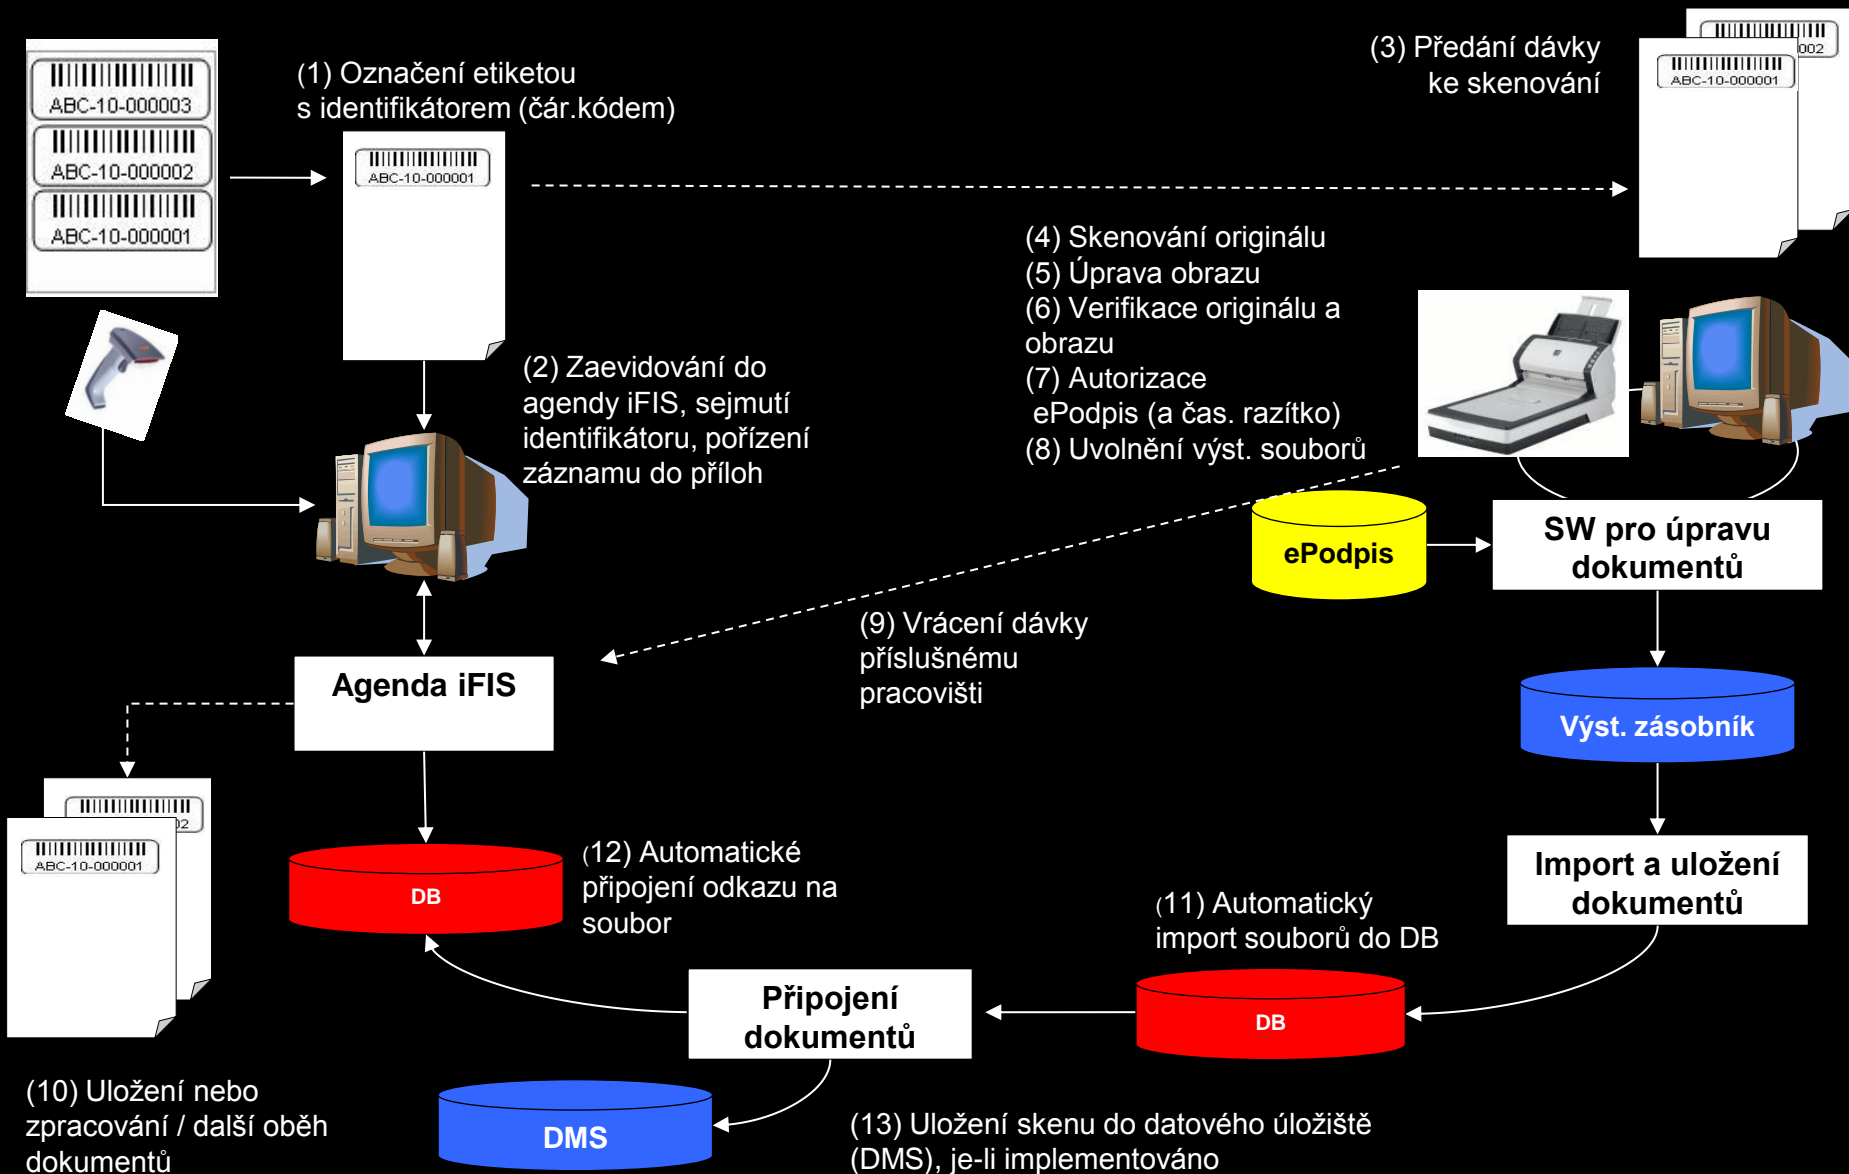 ABC-10-000003
ABC-10-000002
ABC-10-000001
(1) Označení etiketou
s identifikátorem (čár.kódem)
ABC-10-000001
(3) Předání dávky
ke skenování
002
ABC-10-000001
(2) Zaevidování do
agendy iFIS, sejmutí
identifikátoru, pořízení
záznamu do příloh
(4) Skenování originálu
(5) Úprava obrazu
(6) Verifikace originálu a
obrazu
(7) Autorizace
ePodpis (a čas. razítko)
(8) Uvolnění výst. souborů
ePodpis
SW pro úpravu
dokumentů
(9) Vrácení dávky
příslušnému
pracovišti
Agenda iFIS
Výst. zásobník
02
ABC-10-000001
DB
(12) Automatické
připojení odkazu na
soubor
Import a uložení
dokumentů
(11) Automatický
import souborů do DB
Připojení
dokumentů
DB
(10) Uložení nebo
zpracování / další oběh
dokumentů
DMS
(13) Uložení skenu do datového úložiště
(DMS), je-li implementováno